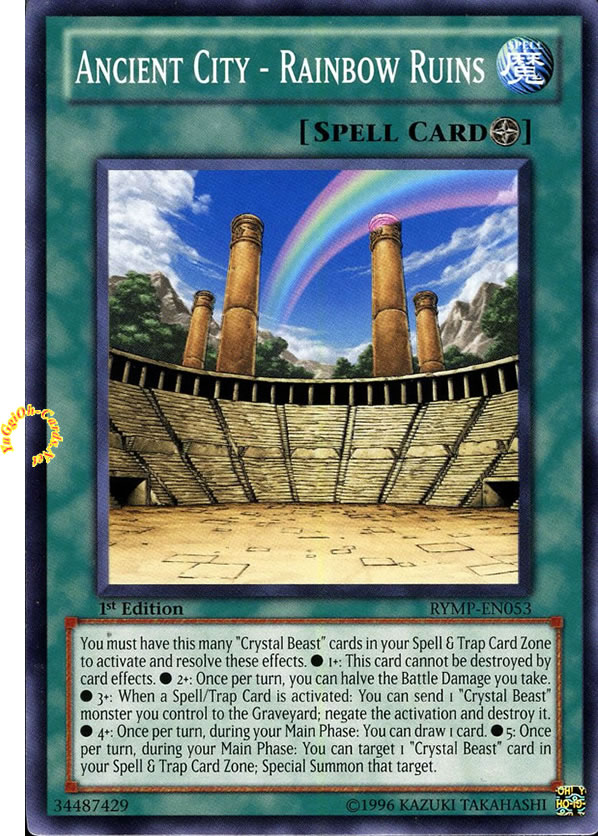 ANCIENT CITY - RAINBOW RUINS
SPELL
魔
[SPELL CARD]
YuGgiOh-Cards.Net
1st Edition
RYMP-EN053
You must have this many "Crystal Beast" cards in your Spell & Trap Card Zone
to activate and resolve these effects. ● 1+: This card cannot be destroyed by
card effects. ● 2+: Once per turn, you can halve the Battle Damage you take.
● 3+: When a Spell/Trap Card is activated: You can send 1 "Crystal Beast"
monster you control to the Graveyard; negate the activation and destroy it.
● 4+: Once per turn, during your Main Phase: You can draw 1 card. ● 5: Once
per turn, during your Main Phase: You can target 1 "Crystal Beast" card in
your Spell & Trap Card Zone; Special Summon that target.
34487429
©1996 KAZUKI TAKAHASHI